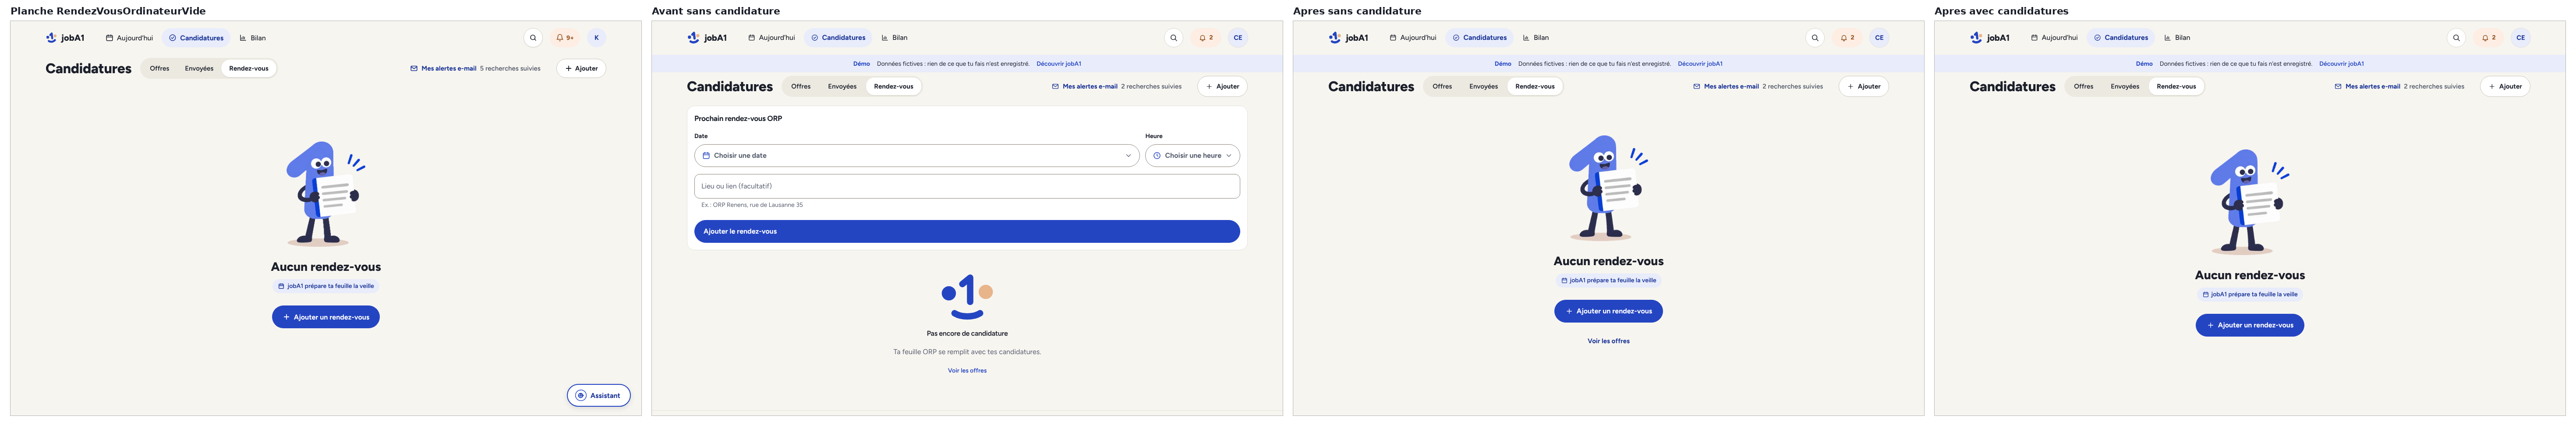 Planche RendezVousOrdinateurVide
jobA1 Aujourd'hui Candidatures Bilan 9+ K
Candidatures Offres Envoyées Rendez-vous Mes alertes e-mail 5 recherches suivies + Ajouter
Aucun rendez-vous
jobA1 prépare ta feuille la veille
+ Ajouter un rendez-vous
Assistant
Avant sans candidature
jobA1 Aujourd'hui Candidatures Bilan 2 CE
Démo Données fictives : rien de ce que tu fais n'est enregistré. Découvrir jobA1
Candidatures Offres Envoyées Rendez-vous Mes alertes e-mail 2 recherches suivies + Ajouter
Prochain rendez-vous ORP
Date Heure
Choisir une date Choisir une heure
Lieu ou lien (facultatif)
Ex.: ORP Renens, rue de Lausanne 35
Ajouter le rendez-vous
Pas encore de candidature
Ta feuille ORP se remplit avec tes candidatures.
Voir les offres
Apres sans candidature
jobA1 Aujourd'hui Candidatures Bilan 2 CE
Démo Données fictives : rien de ce que tu fais n'est enregistré. Découvrir jobA1
Candidatures Offres Envoyées Rendez-vous Mes alertes e-mail 2 recherches suivies + Ajouter
Aucun rendez-vous
jobA1 prépare ta feuille la veille
+ Ajouter un rendez-vous
Voir les offres
Apres avec candidatures
jobA1 Aujourd'hui Candidatures Bilan 2 CE
Démo Données fictives : rien de ce que tu fais n'est enregistré. Découvrir jobA1
Candidatures Offres Envoyées Rendez-vous Mes alertes e-mail 2 recherches suivies + Ajouter
Aucun rendez-vous
jobA1 prépare ta feuille la veille
+ Ajouter un rendez-vous